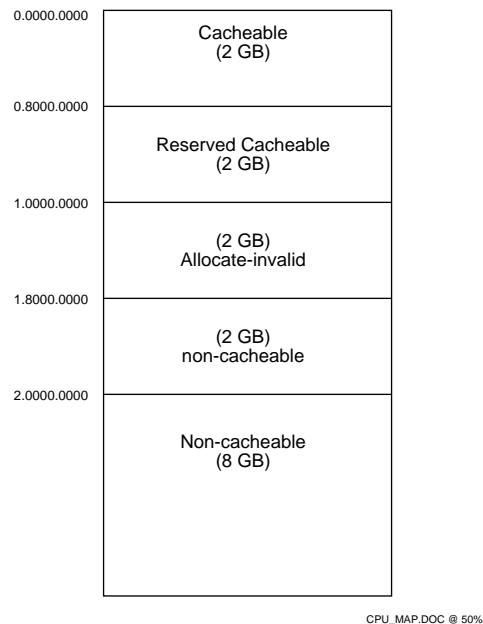 0.0000.0000
Cacheable
(2 GB)
0.8000.0000
Reserved Cacheable
(2 GB)
1.0000.0000
(2 GB)
Allocate-invalid
1.8000.0000
(2 GB)
non-cacheable
2.0000.0000
Non-cacheable
(8 GB)
CPU_MAP.DOC @ 50%